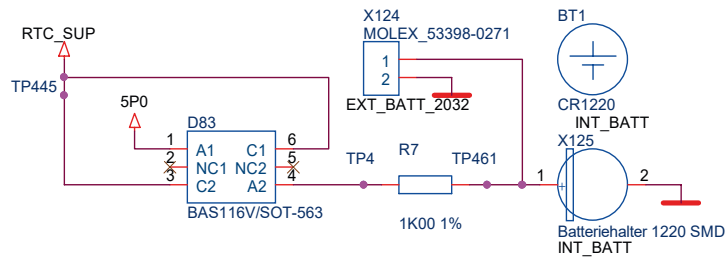 RTC_SUP
TP445
5P0
D83
1
A1
C1
6
2
NC1
NC2
5
3
C2
A2
4
BAS116V/SOT-563
X124
MOLEX_53398-0271
1
2
EXT_BATT_2032
TP4
R7
TP461
1K00 1%
BT1
CR1220
INT_BATT
X125
1
+
2
Batteriehalter 1220 SMD
INT_BATT